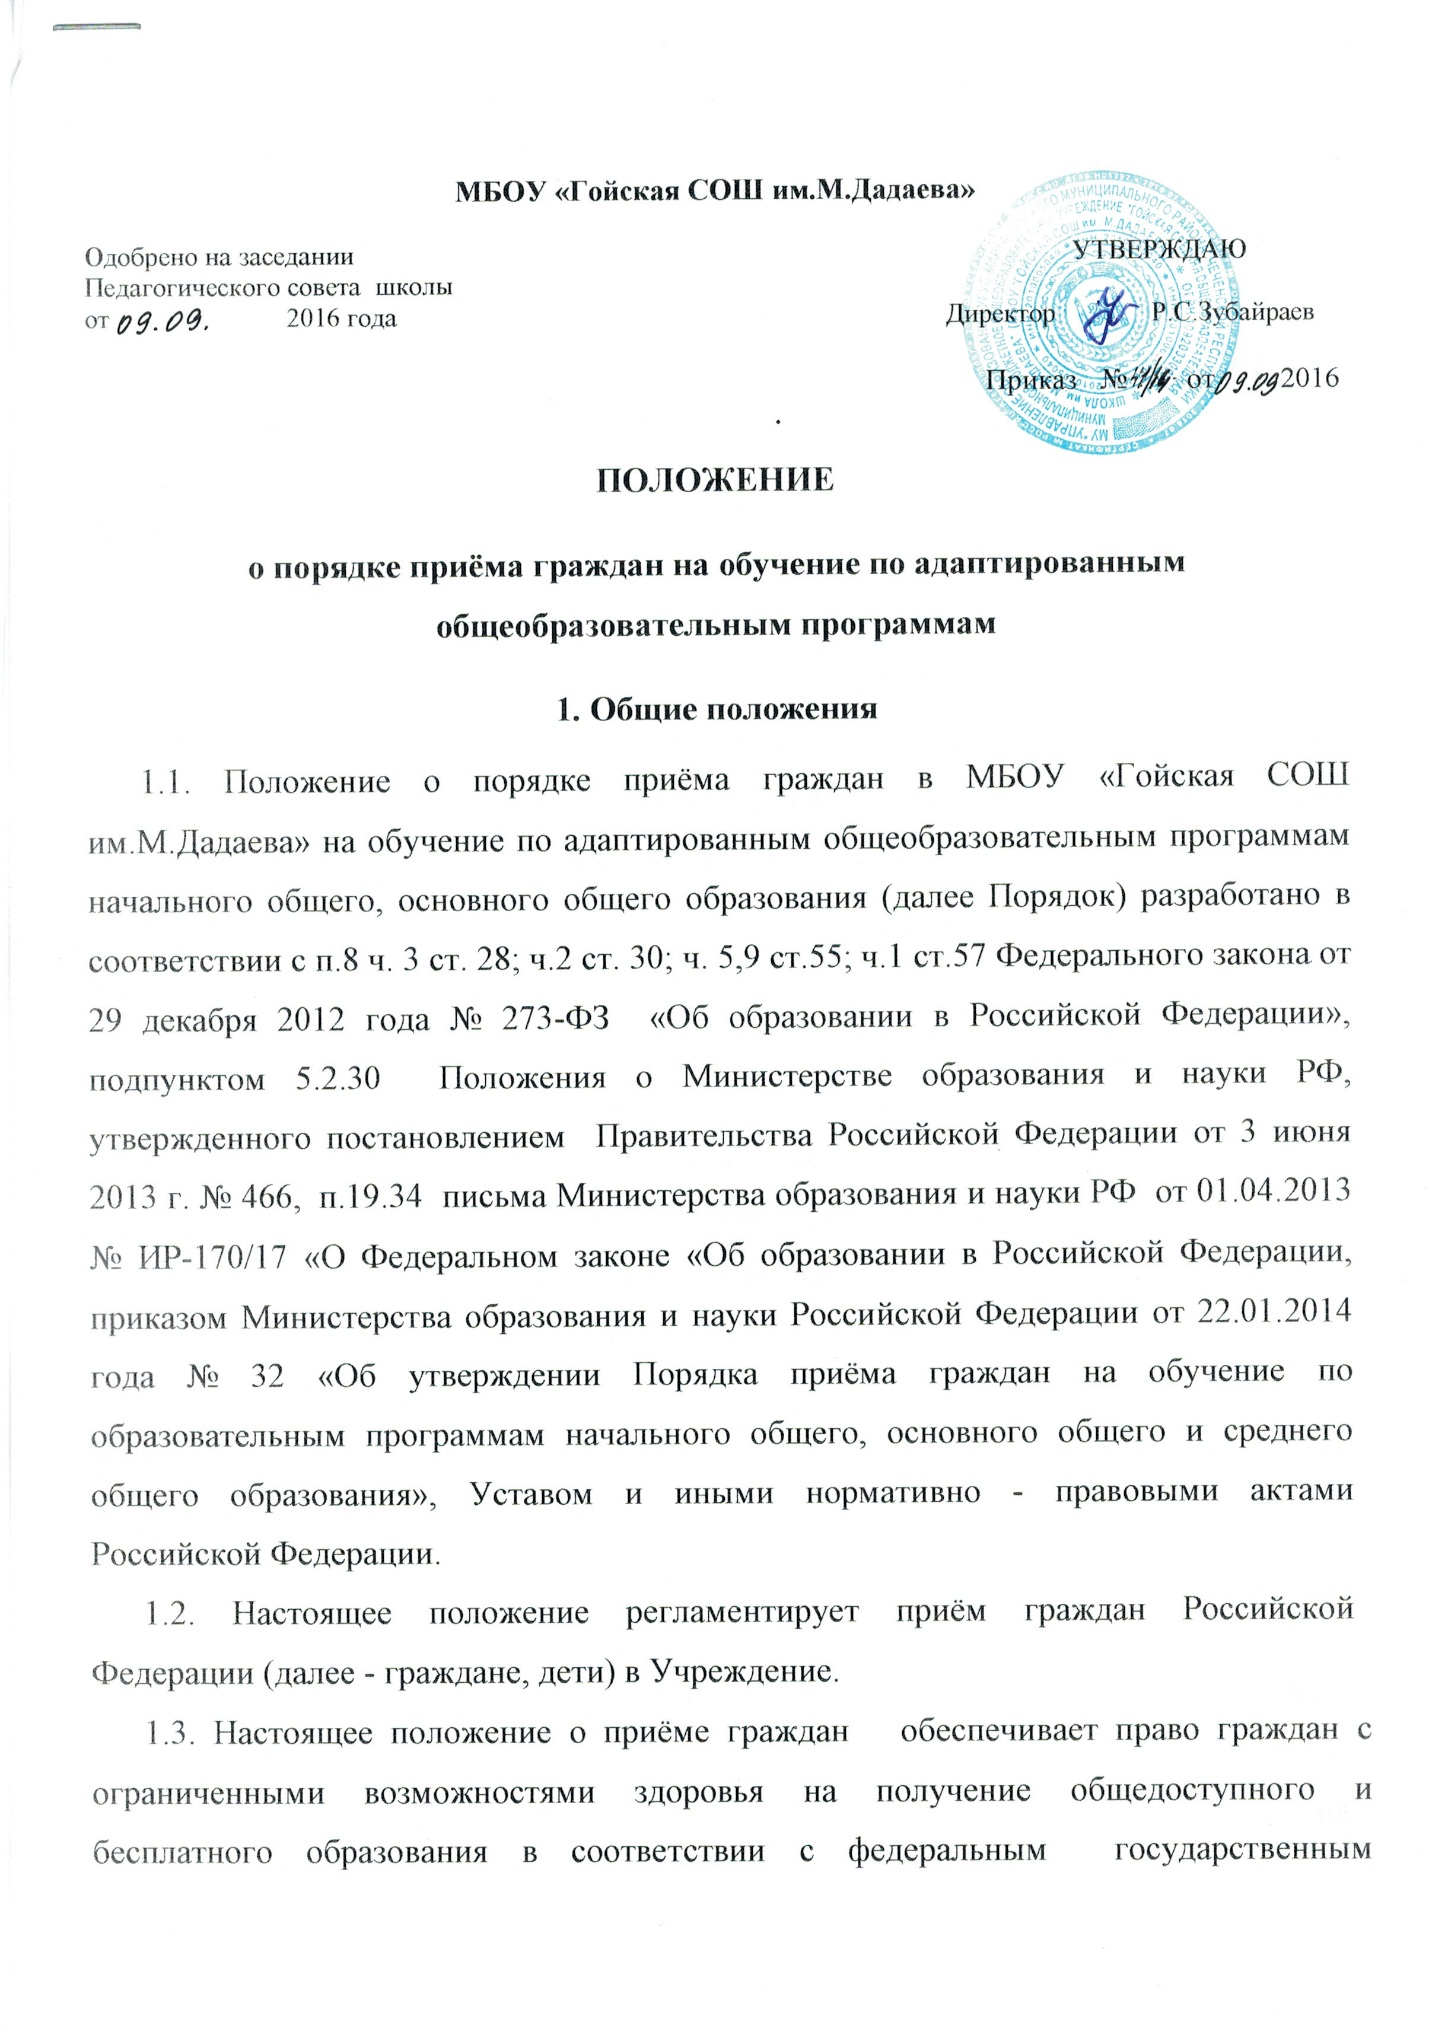 МБОУ «Гойская СОШ им.М.Дадаева»
Одобрено на заседании
Педагогического совета школы
от 09.09. 2016 года
УТВЕРЖДАЮ
Директор Р.С.Зубайраев
Приказ № от 09.09 2016
ПОЛОЖЕНИЕ
о порядке приёма граждан на обучение по адаптированным
общеобразовательным программам
1. Общие положения
1.1. Положение о порядке приёма граждан в МБОУ «Гойская СОШ
им.М.Дадаева» на обучение по адаптированным общеобразовательным программам
начального общего, основного общего образования (далее Порядок) разработано в
соответствии с п.8 ч. 3 ст. 28; ч.2 ст. 30; ч. 5,9 ст.55; ч.1 ст.57 Федерального закона от
29 декабря 2012 года № 273-ФЗ «Об образовании в Российской Федерации»,
подпунктом 5.2.30 Положения о Министерстве образования и науки РФ,
утвержденного постановлением Правительства Российской Федерации от 3 июня
2013 г. № 466, п.19.34 письма Министерства образования и науки РФ от 01.04.2013
№ ИР-170/17 «О Федеральном законе «Об образовании в Российской Федерации,
приказом Министерства образования и науки Российской Федерации от 22.01.2014
года № 32 «Об утверждении Порядка приёма граждан на обучение по
образовательным программам начального общего, основного общего и среднего
общего образования», Уставом и иными нормативно - правовыми актами
Российской Федерации.
1.2. Настоящее положение регламентирует приём граждан Российской
Федерации (далее - граждане, дети) в Учреждение.
1.3. Настоящее положение о приёме граждан обеспечивает право граждан с
ограниченными возможностями здоровья на получение общедоступного и
бесплатного образования в соответствии с федеральным государственным